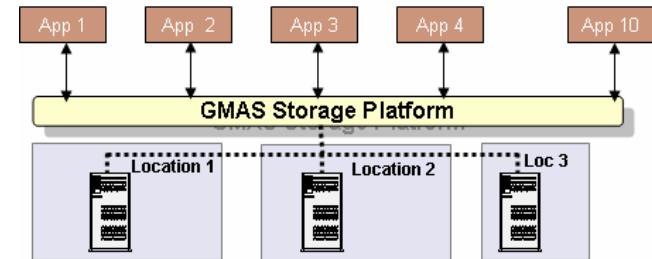 App 1
App 2
App 3
App 4
App 10
GMAS Storage Platform
Location 1
Location 2
Loc 3